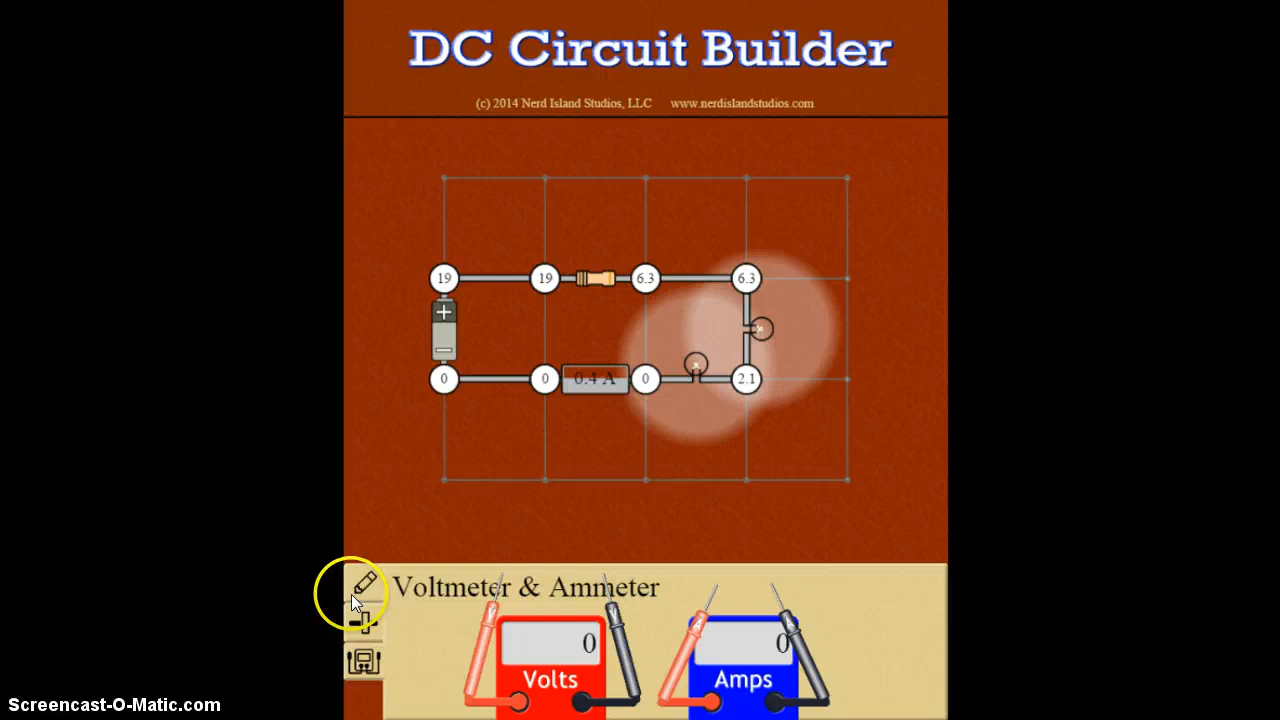 DC Circuit Builder
(c) 2014 Nerd Island Studios, LLC www.nerdislandstudios.com
19 19 6.3 6.3
+
0 0 0.4 A 0 2.1
Voltmeter & Ammeter
V A A
0 0
Volts Amps
Screencast-O-Matic.com